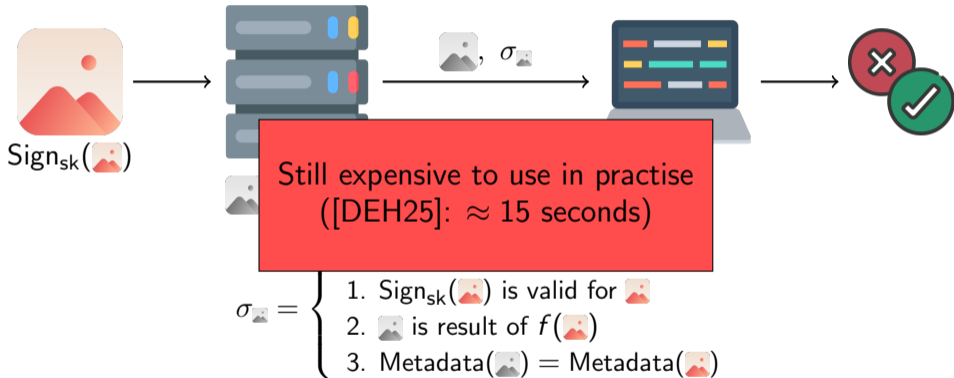 , σ
Sign_sk( )
Still expensive to use in practise
([DEH25]: ≈ 15 seconds)
σ = {
1. Sign_sk( ) is valid for
2. is result of f( )
3. Metadata( ) = Metadata( )